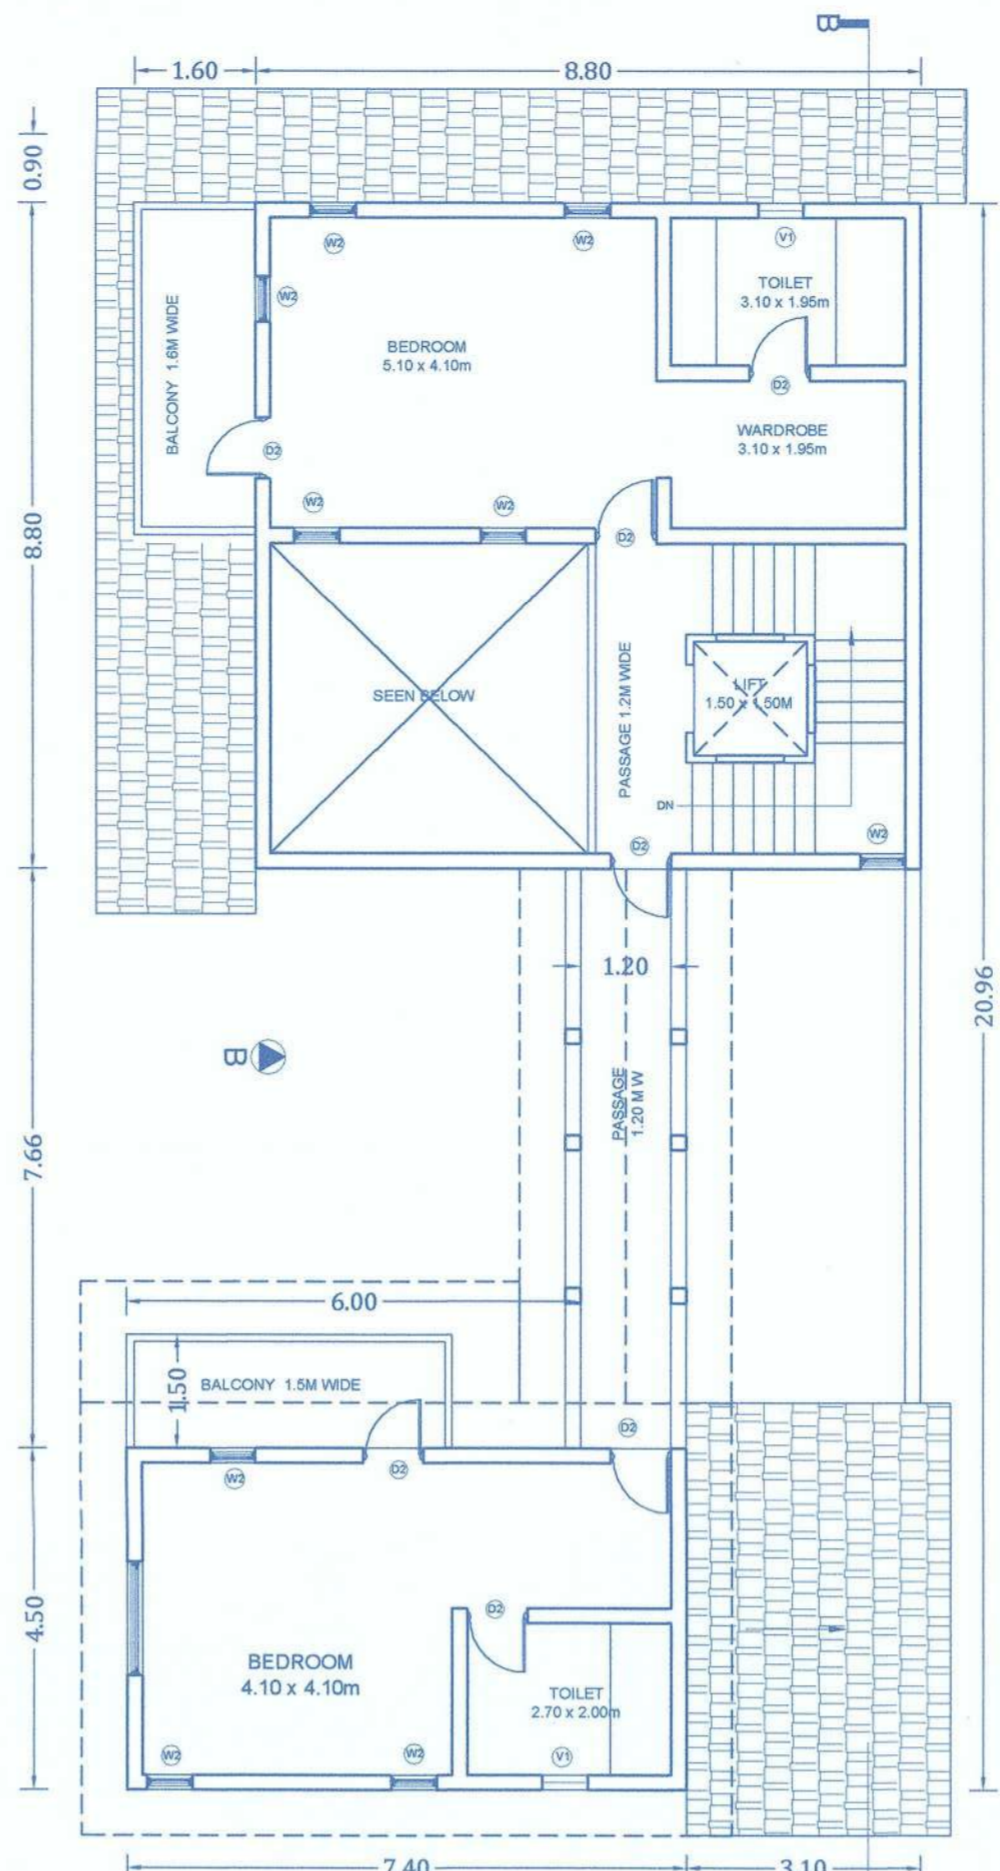 B
1.60
8.80
0.90
W2
W2
V1
TOILET
3.10 x 1.95m
W2
BALCONY 1.6M WIDE
BEDROOM
5.10 x 4.10m
D2
WARDROBE
3.10 x 1.95m
D2
W2
W2
D2
8.80
SEEN BELOW
PASSAGE 1.2M WIDE
LIFT
1.50 x 1.50M
DN
D2
W2
1.20
20.96
B
PASSAGE
1.20 M W
7.66
6.00
1.50
BALCONY 1.5M WIDE
D2
W2
D2
4.50
D2
BEDROOM
4.10 x 4.10m
TOILET
2.70 x 2.00m
W2
W2
V1
7.40
3.10